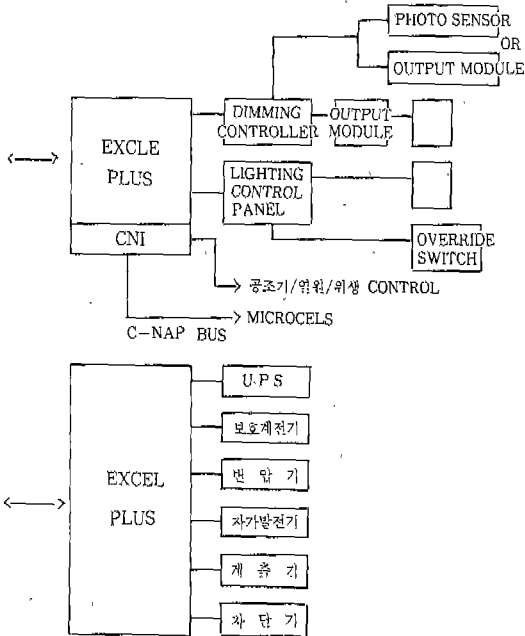 PHOTO SENSOR
OR
OUTPUT MODULE
EXCLE
PLUS
DIMMING
CONTROLLER
OUTPUT
MODULE
LIGHTING
CONTROL
PANEL
CNI
OVERRIDE
SWITCH
공조기/열원/위생 CONTROL
MICROCELS
C-NAP BUS
EXCEL
PLUS
U.P.S
보호계전기
변 압 기
자가발전기
계 측 기
차 단 기